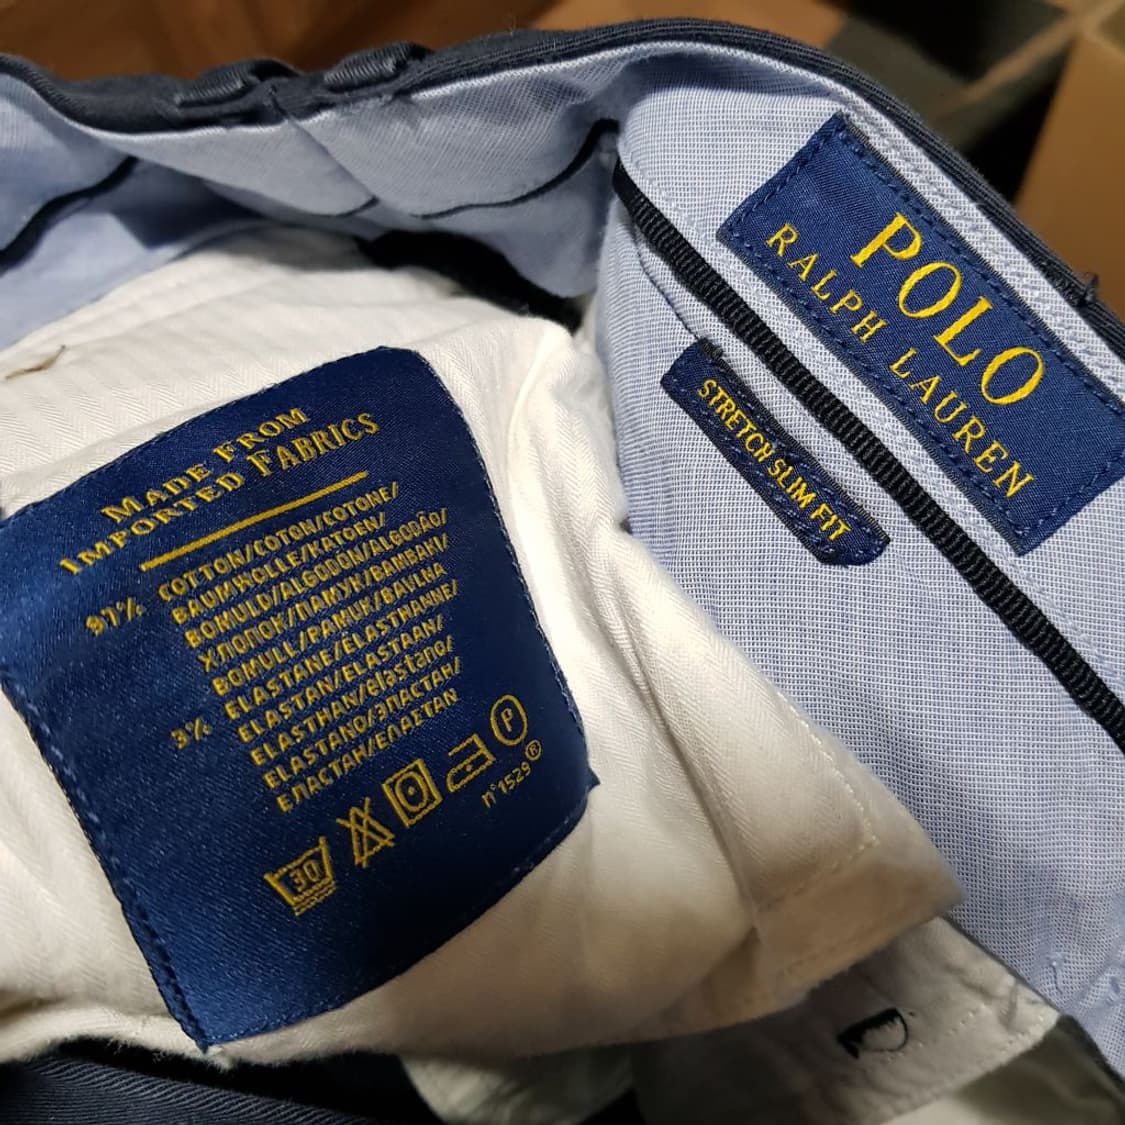 MADE FROM
IMPORTED FABRICS
97% COTTON/COTON/COTONE/
BAUMWOLLE/KATOEN/
BOMULD/ALGODÓN/ALGODÃO/
ХЛОПОК/ПАМУК/ΒΑΜΒΑΚΙ/
BOMULL/PAMUK/BAVLNA
3% ELASTANE/ÉLASTHANNE/
ELASTAN/ELASTAAN/
ELASTHAN/elastano/
ELASTANO/ЭЛАСТАН/
ЕЛАСТАН/ΕΛΑΣΤΑΝ
30
P
n°1529®
POLO
RALPH LAUREN
STRETCH SLIM FIT